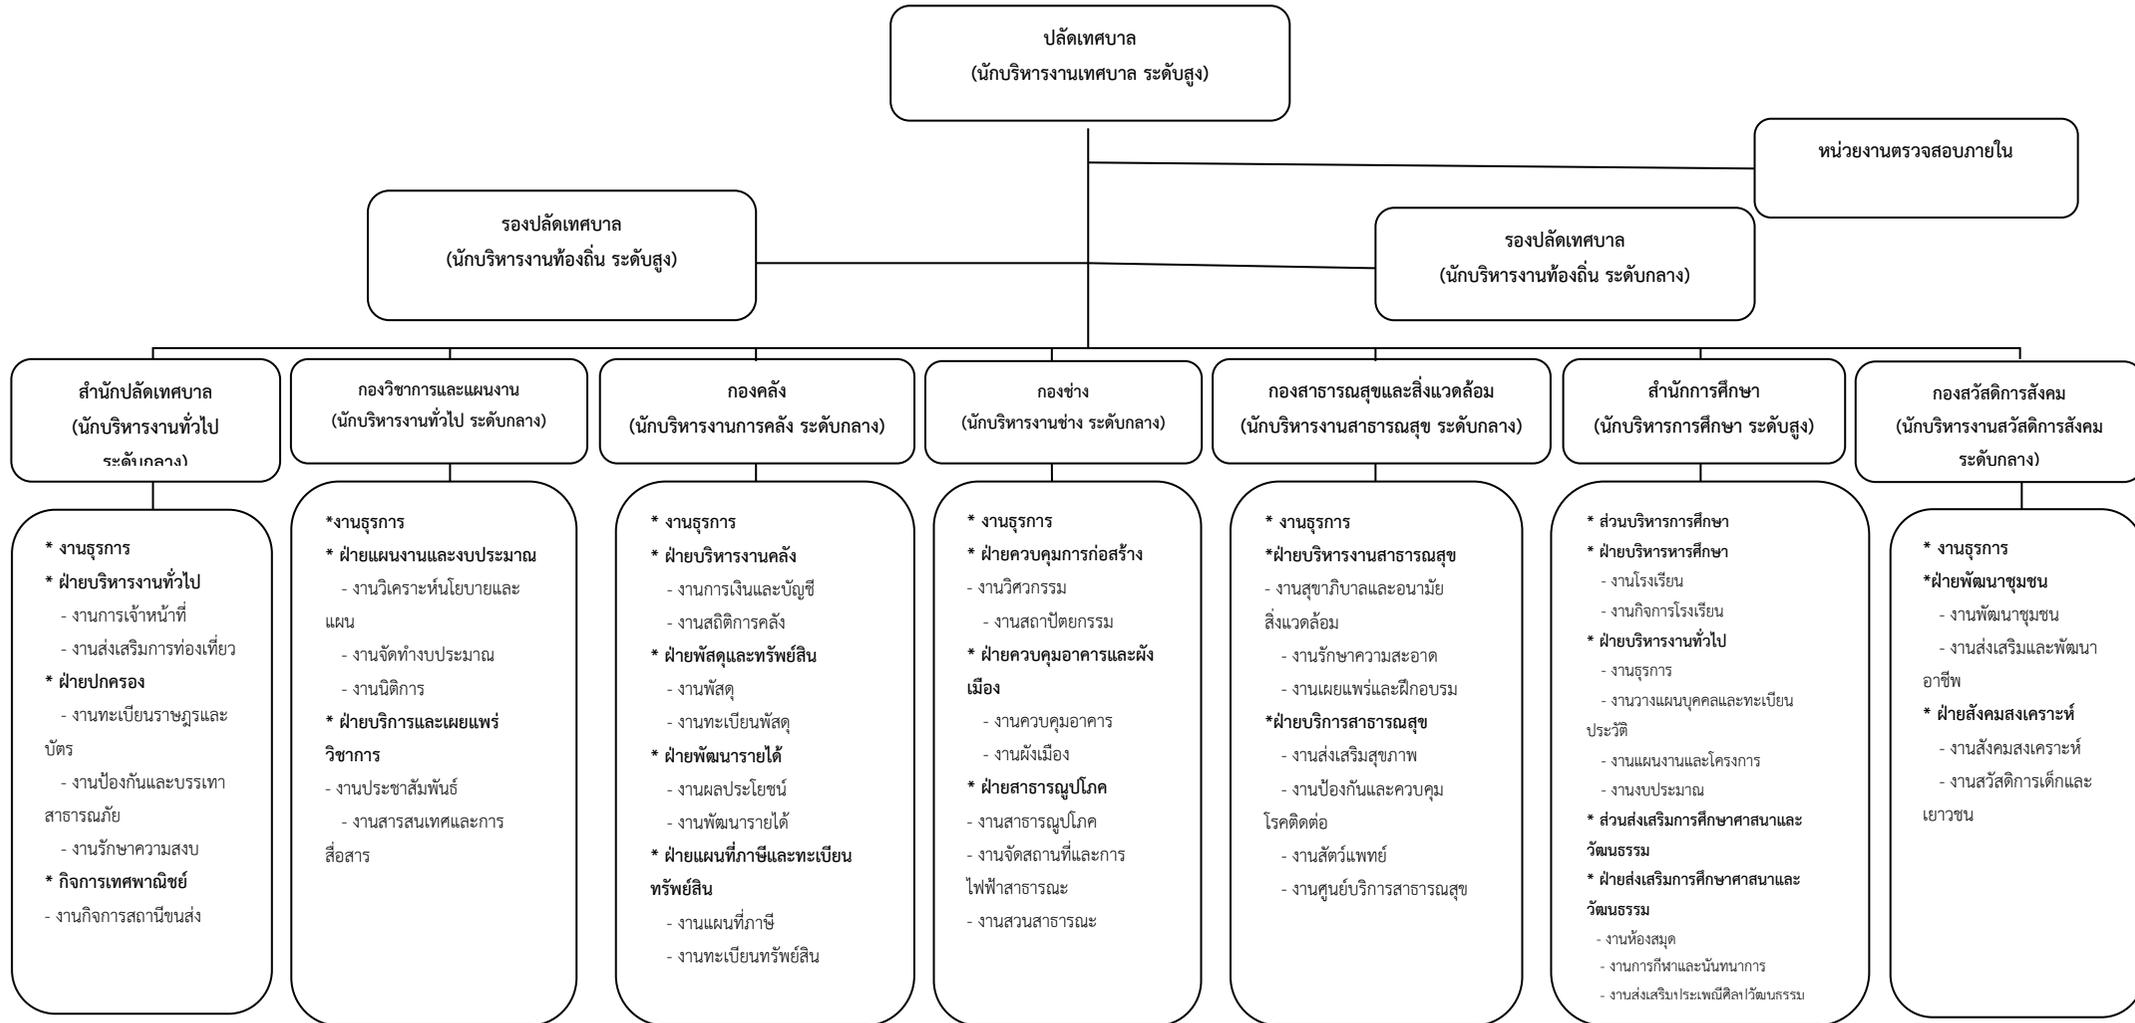 ปลัดเทศบาล
(นักบริหารงานเทศบาล ระดับสูง)
หน่วยงานตรวจสอบภายใน
รองปลัดเทศบาล
(นักบริหารงานท้องถิ่น ระดับสูง)
รองปลัดเทศบาล
(นักบริหารงานท้องถิ่น ระดับกลาง)
สำนักปลัดเทศบาล
(นักบริหารงานทั่วไป
ระดับกลาง)
กองวิชาการและแผนงาน
(นักบริหารงานทั่วไป ระดับกลาง)
กองคลัง
(นักบริหารงานการคลัง ระดับกลาง)
กองช่าง
(นักบริหารงานช่าง ระดับกลาง)
กองสาธารณสุขและสิ่งแวดล้อม
(นักบริหารงานสาธารณสุข ระดับกลาง)
สำนักการศึกษา
(นักบริหารการศึกษา ระดับสูง)
กองสวัสดิการสังคม
(นักบริหารงานสวัสดิการสังคม
ระดับกลาง)
* งานธุรการ
* ฝ่ายบริหารงานทั่วไป
- งานการเจ้าหน้าที่
- งานส่งเสริมการท่องเที่ยว
* ฝ่ายปกครอง
- งานทะเบียนราษฎรและ
บัตร
- งานป้องกันและบรรเทา
สาธารณภัย
- งานรักษาความสงบ
* กิจการเทศพาณิชย์
- งานกิจการสถานีขนส่ง
*งานธุรการ
* ฝ่ายแผนงานและงบประมาณ
- งานวิเคราะห์นโยบายและ
แผน
- งานจัดทำงบประมาณ
- งานนิติการ
* ฝ่ายบริการและเผยแพร่
วิชาการ
- งานประชาสัมพันธ์
- งานสารสนเทศและการ
สื่อสาร
* งานธุรการ
* ฝ่ายบริหารงานคลัง
- งานการเงินและบัญชี
- งานสถิติการคลัง
* ฝ่ายพัสดุและทรัพย์สิน
- งานพัสดุ
- งานทะเบียนพัสดุ
* ฝ่ายพัฒนารายได้
- งานผลประโยชน์
- งานพัฒนารายได้
* ฝ่ายแผนที่ภาษีและทะเบียน
ทรัพย์สิน
- งานแผนที่ภาษี
- งานทะเบียนทรัพย์สิน
* งานธุรการ
* ฝ่ายควบคุมการก่อสร้าง
- งานวิศวกรรม
- งานสถาปัตยกรรม
* ฝ่ายควบคุมอาคารและผัง
เมือง
- งานควบคุมอาคาร
- งานผังเมือง
* ฝ่ายสาธารณูปโภค
- งานสาธารณูปโภค
- งานจัดสถานที่และการ
ไฟฟ้าสาธารณะ
- งานสวนสาธารณะ
* งานธุรการ
*ฝ่ายบริหารงานสาธารณสุข
- งานสุขาภิบาลและอนามัย
สิ่งแวดล้อม
- งานรักษาความสะอาด
- งานเผยแพร่และฝึกอบรม
*ฝ่ายบริการสาธารณสุข
- งานส่งเสริมสุขภาพ
- งานป้องกันและควบคุม
โรคติดต่อ
- งานสัตว์แพทย์
- งานศูนย์บริการสาธารณสุข
* ส่วนบริหารการศึกษา
* ฝ่ายบริหารหารศึกษา
- งานโรงเรียน
- งานกิจการโรงเรียน
* ฝ่ายบริหารงานทั่วไป
- งานธุรการ
- งานวางแผนบุคคลและทะเบียน
ประวัติ
- งานแผนงานและโครงการ
- งานงบประมาณ
* ส่วนส่งเสริมการศึกษาศาสนาและ
วัฒนธรรม
* ฝ่ายส่งเสริมการศึกษาศาสนาและ
วัฒนธรรม
- งานห้องสมุด
- งานการกีฬาและนันทนาการ
- งานส่งเสริมประเพณีศิลปวัฒนธรรม
* งานธุรการ
*ฝ่ายพัฒนาชุมชน
- งานพัฒนาชุมชน
- งานส่งเสริมและพัฒนา
อาชีพ
* ฝ่ายสังคมสงเคราะห์
- งานสังคมสงเคราะห์
- งานสวัสดิการเด็กและ
เยาวชน